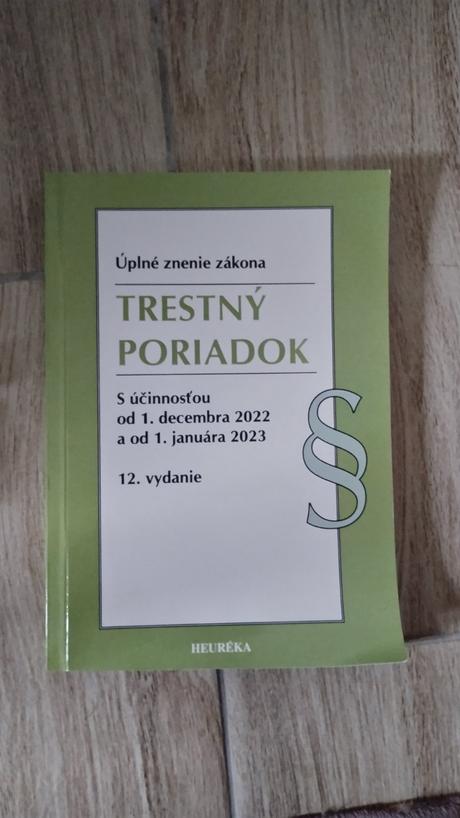 Úplné znenie zákona
TRESTNÝ
PORIADOK
S účinnosťou
od 1. decembra 2022
a od 1. januára 2023
12. vydanie
§
HEURÉKA